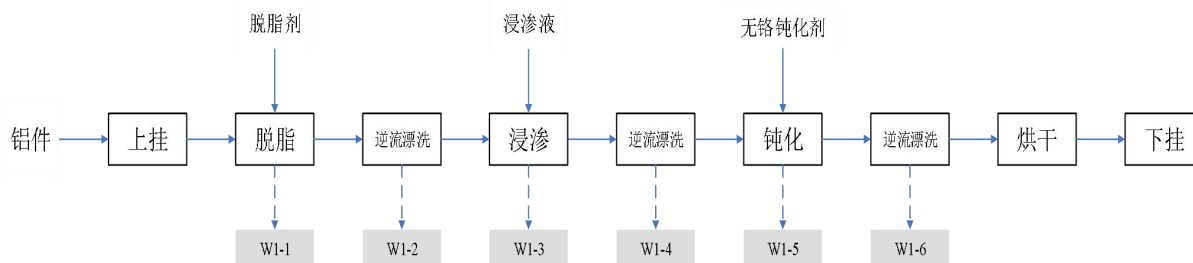 脱脂剂
浸渗液
无铬钝化剂
铝件
上挂
脱脂
逆流漂洗
浸渗
逆流漂洗
钝化
逆流漂洗
烘干
下挂
W1-1
W1-2
W1-3
W1-4
W1-5
W1-6